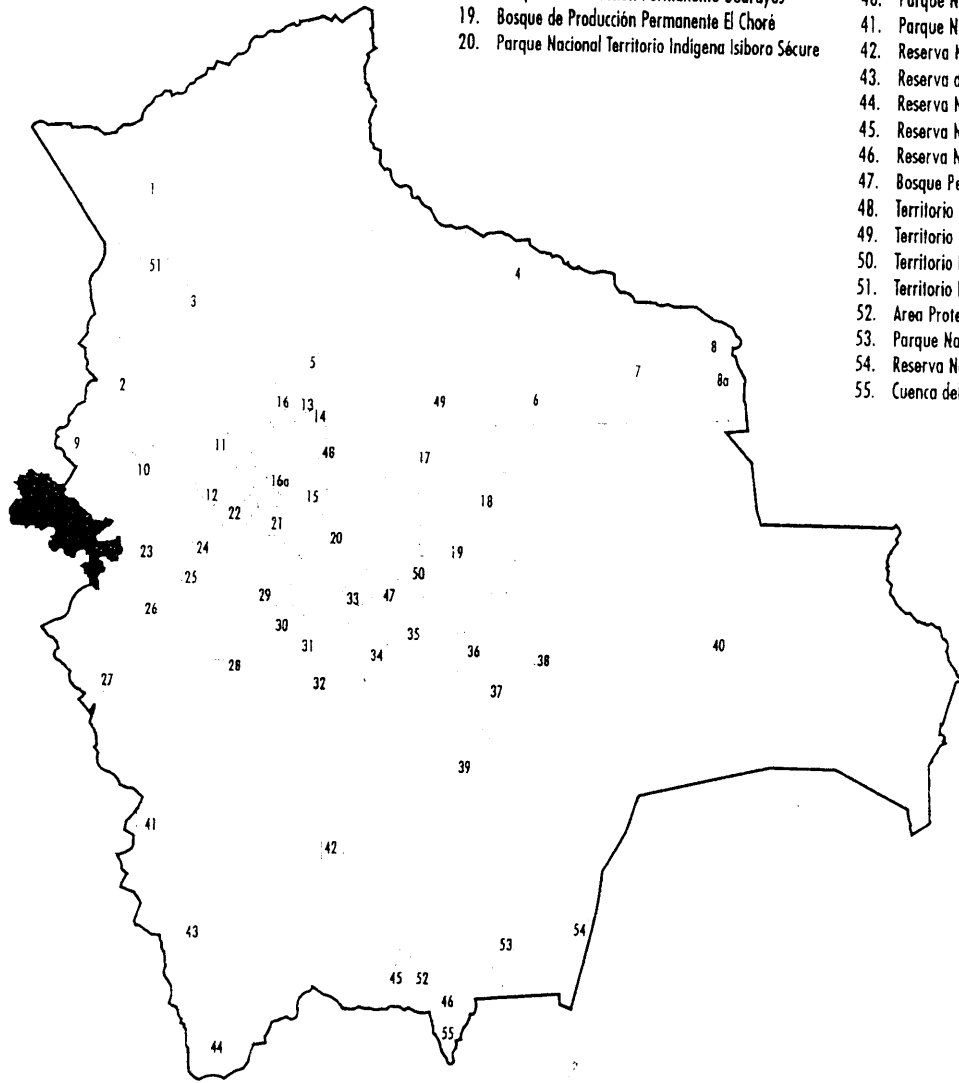 19. Bosque de Producción Permanente El Choré
20. Parque Nacional Territorio Indigena Isiboro Sécure
40. Parque N
41. Parque N
42. Reserva
43. Reserva d
44. Reserva N
45. Reserva N
46. Reserva N
47. Bosque Pe
48. Territorio
49. Territorio
50. Territorio
51. Territorio
52. Area Prote
53. Parque Na
54. Reserva N
55. Cuenca de
1
51
4
3
8
5
7
2
8a
16
13
49
6
14
9
11
48
17
10
16a
12
15
18
22
21
20
23
24
19
25
50
29
33
47
26
30
35
31
34
36
38
40
28
27
32
37
39
41
42
43
54
53
45
52
46
55
44